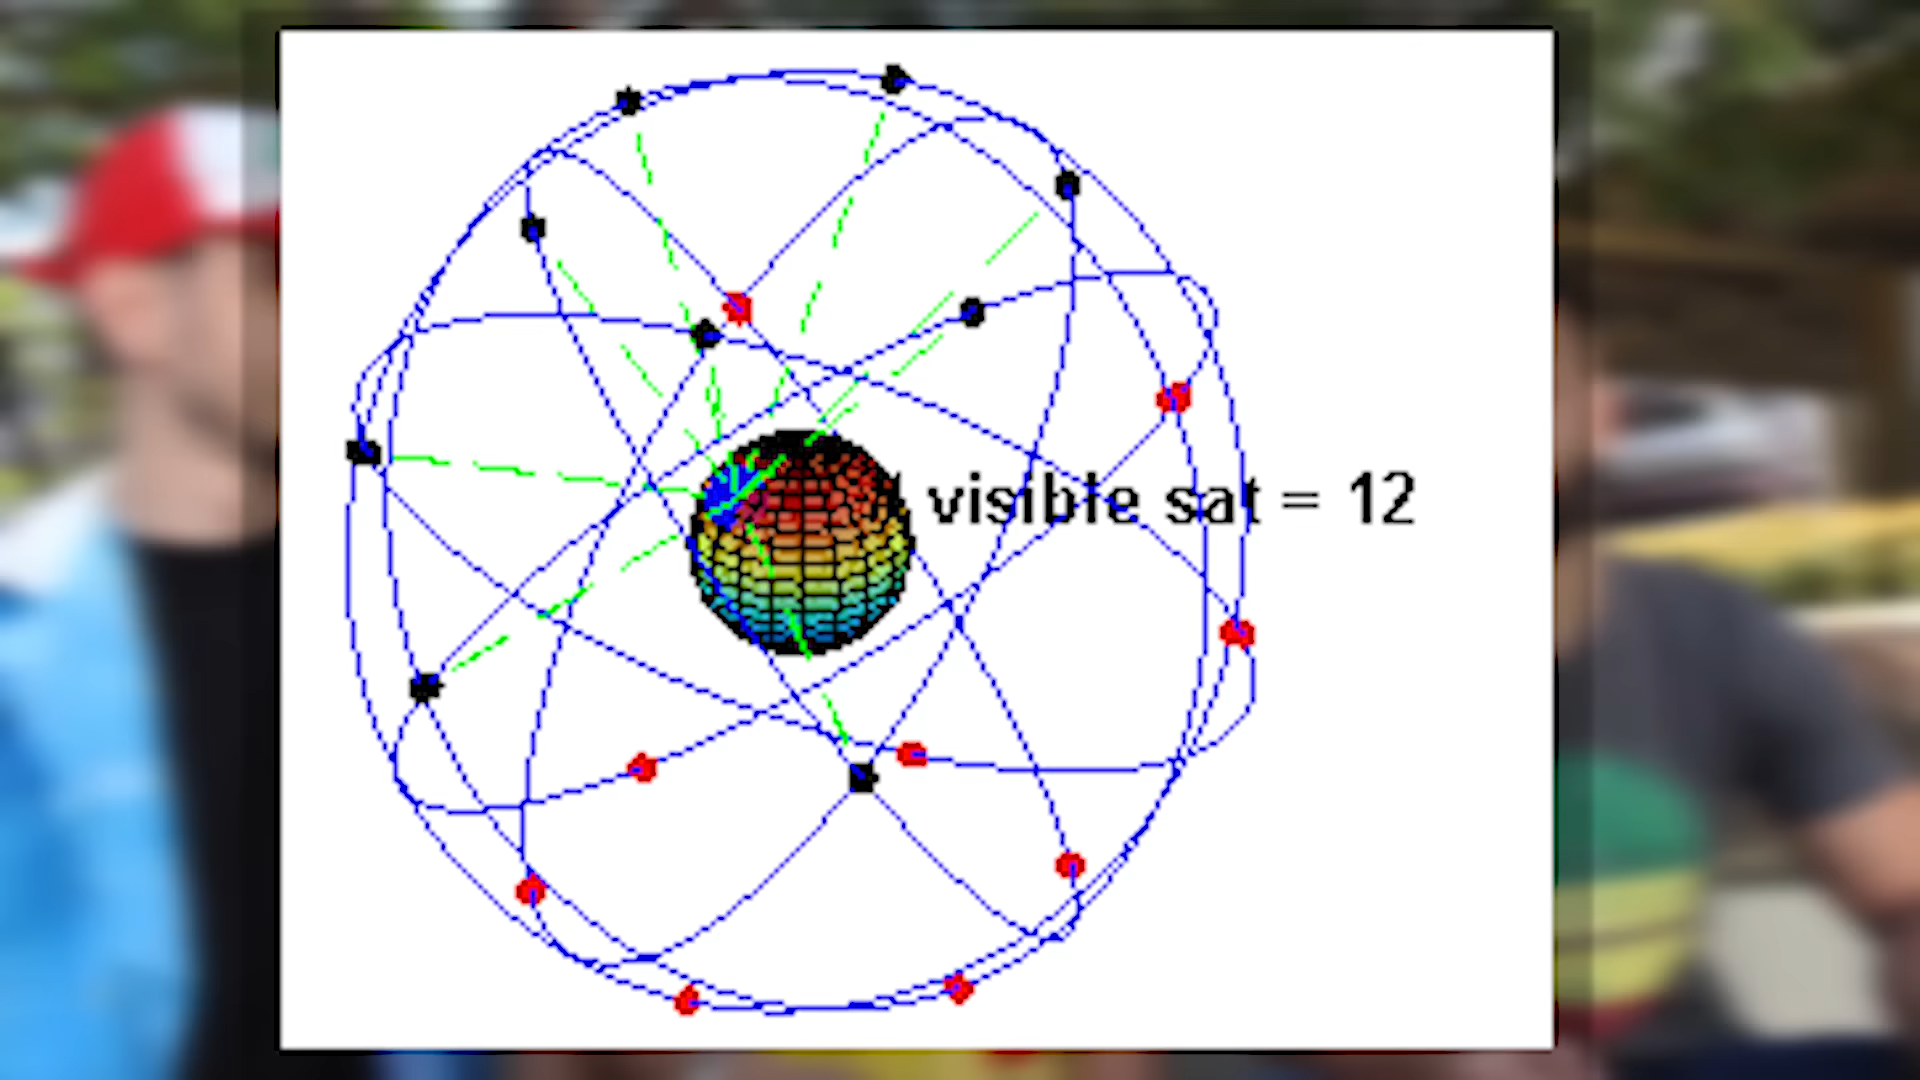 visible sat = 12